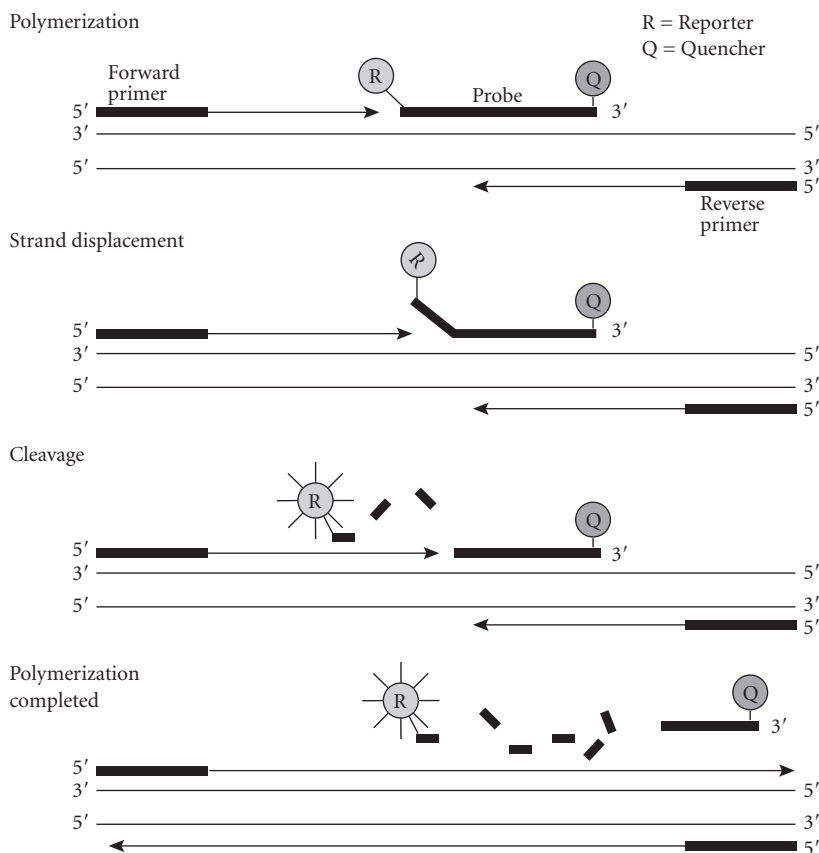 Polymerization
R = Reporter
Q = Quencher
Forward
primer
R
Probe
Q
5′
3′
3′
5′
5′
3′
5′
Reverse
primer
Strand displacement
R
Q
5′
3′
3′
5′
5′
3′
5′
Cleavage
R
Q
5′
3′
3′
5′
5′
3′
5′
Polymerization
completed
R
Q
3′
5′
3′
5′
5′
3′
5′